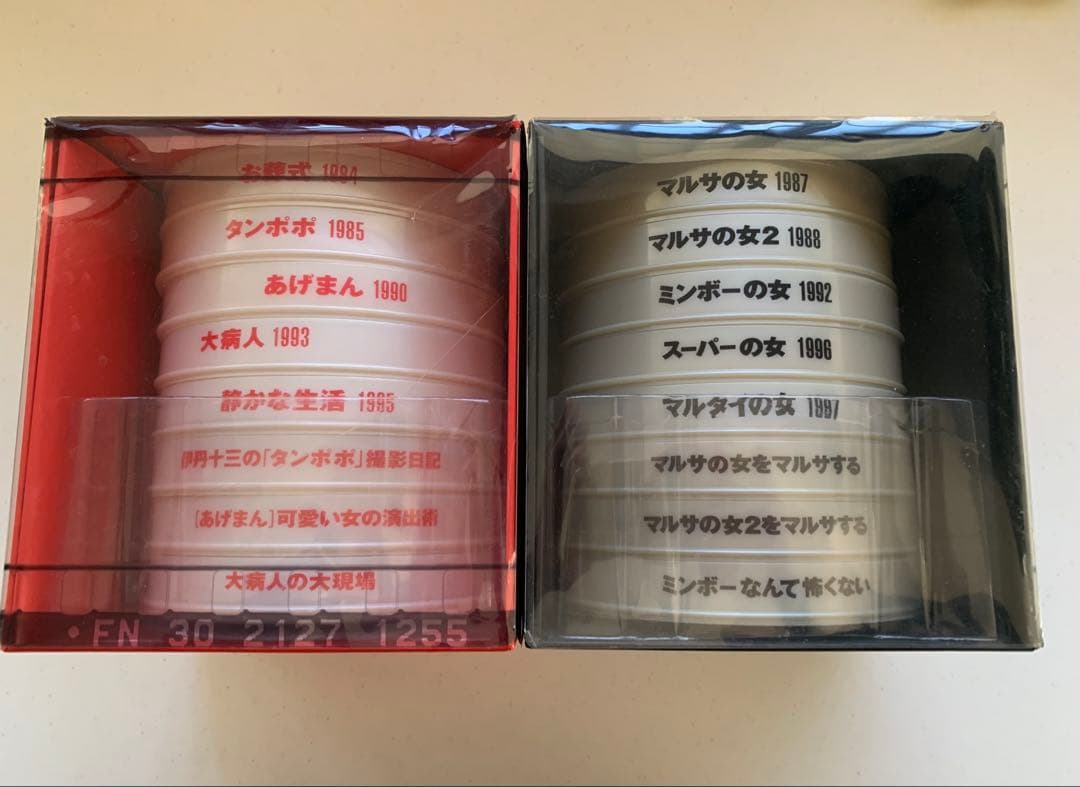 お葬式 1984
タンポポ 1985
あげまん 1990
大病人 1993
静かな生活 1995
伊丹十三の「タンポポ」撮影日記
[あげまん]可愛い女の演出術
大病人の大現場
• FN 30 2127 1255
マルサの女 1987
マルサの女2 1988
ミンボーの女 1992
スーパーの女 1996
マルタイの女 1997
マルサの女をマルサする
マルサの女2をマルサする
ミンボーなんて怖くない